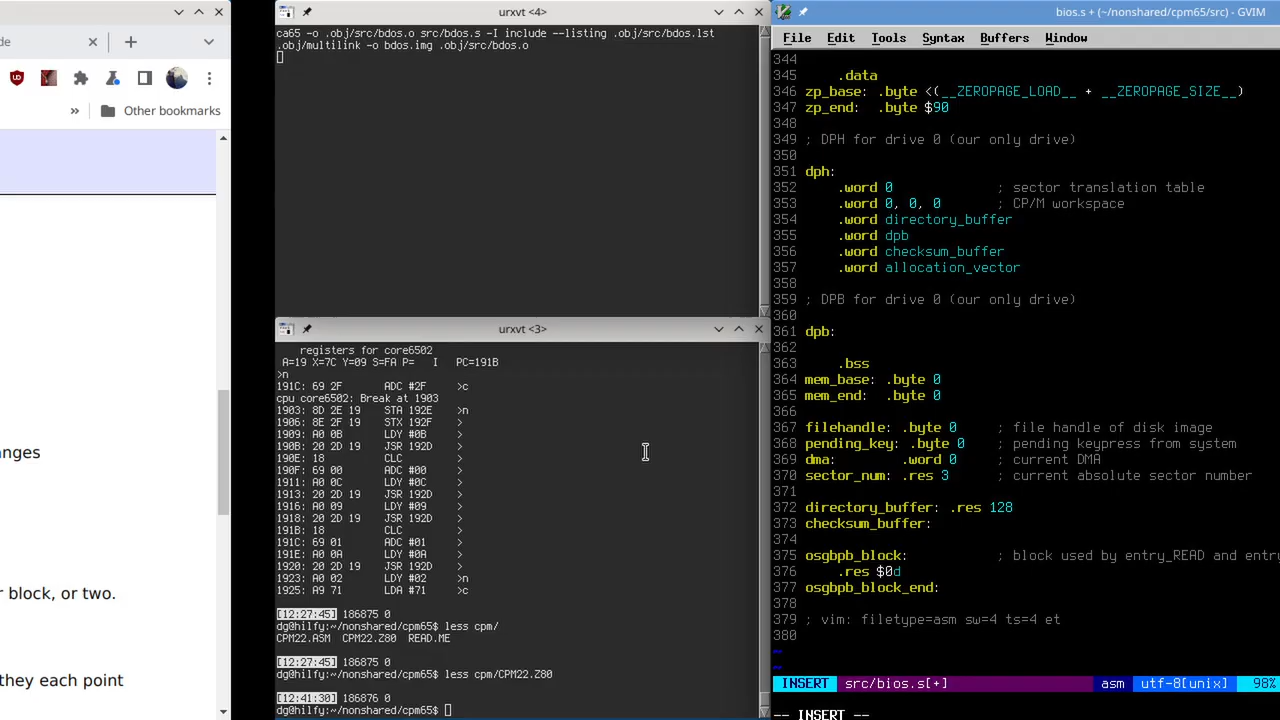 de
Other bookmarks
anges
r block, or two.
they each point
urxvt <4>
ca65 -o .obj/src/bdos.o src/bdos.s -I include --listing .obj/src/bdos.lst
.obj/multilink -o bdos.img .obj/src/bdos.o
urxvt <3>
registers for core6502
A=19 X=7C Y=09 S=FA P=   I   PC=191B
>n
191C: 69 2F      ADC #2F    >c
cpu core6502: Break at 1903
1903: 8D 2E 19   STA 192E   >n
1906: 8E 2F 19   STX 192F   >
1909: A0 0B      LDY #0B    >
190B: 20 2D 19   JSR 192D   >
190E: 18         CLC        >
190F: 69 00      ADC #00    >
1911: A0 0C      LDY #0C    >
1913: 20 2D 19   JSR 192D   >
1916: A0 09      LDY #09    >
1918: 20 2D 19   JSR 192D   >
191B: 18         CLC        >
191C: 69 01      ADC #01    >
191E: A0 0A      LDY #0A    >
1920: 20 2D 19   JSR 192D   >
1923: A0 02      LDY #02    >n
1925: A9 71      LDA #71    >c
[12:27:45] 186875 0
dg@hilfy:~/nonshared/cpm65$ less cpm/
CPM22.ASM  CPM22.Z80  READ.ME
[12:27:45] 186875 0
dg@hilfy:~/nonshared/cpm65$ less cpm/CPM22.Z80
[12:41:30] 186876 0
dg@hilfy:~/nonshared/cpm65$
bios.s + (~/nonshared/cpm65/src) - GVIM
File Edit Tools Syntax Buffers Window
344
345     .data
346 zp_base: .byte <(__ZEROPAGE_LOAD__ + __ZEROPAGE_SIZE__)
347 zp_end:  .byte $90
348
349 ; DPH for drive 0 (our only drive)
350
351 dph:
352     .word 0             ; sector translation table
353     .word 0, 0, 0       ; CP/M workspace
354     .word directory_buffer
355     .word dpb
356     .word checksum_buffer
357     .word allocation_vector
358
359 ; DPB for drive 0 (our only drive)
360
361 dpb:
362
363     .bss
364 mem_base: .byte 0
365 mem_end:  .byte 0
366
367 filehandle: .byte 0     ; file handle of disk image
368 pending_key: .byte 0    ; pending keypress from system
369 dma:        .word 0     ; current DMA
370 sector_num: .res 3      ; current absolute sector number
371
372 directory_buffer: .res 128
373 checksum_buffer:
374
375 osgbpb_block:           ; block used by entry_READ and entry
376     .res $0d
377 osgbpb_block_end:
378
379 ; vim: filetype=asm sw=4 ts=4 et
380
~
~
INSERT src/bios.s[+] asm utf-8[unix] 98%
-- INSERT --